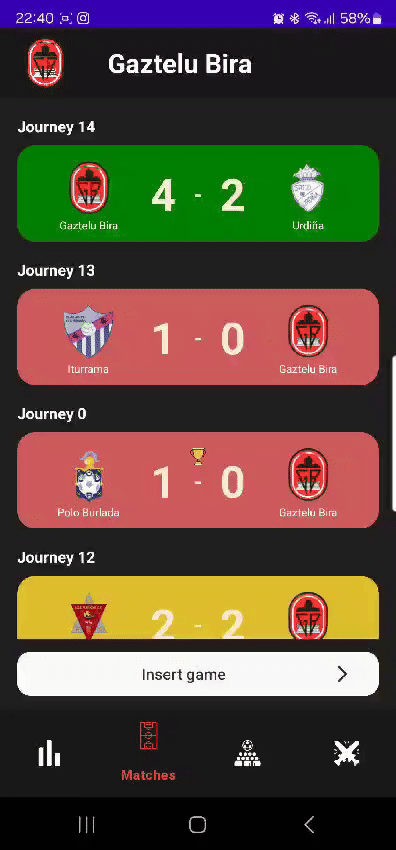 22:40 58%
Gaztelu Bira
Journey 14
4 - 2
Gaztelu Bira Urdiña
Journey 13
1 - 0
Iturrama Gaztelu Bira
Journey 0
1 - 0
Polo Burlada Gaztelu Bira
Journey 12
2 - 2
Insert game
Matches